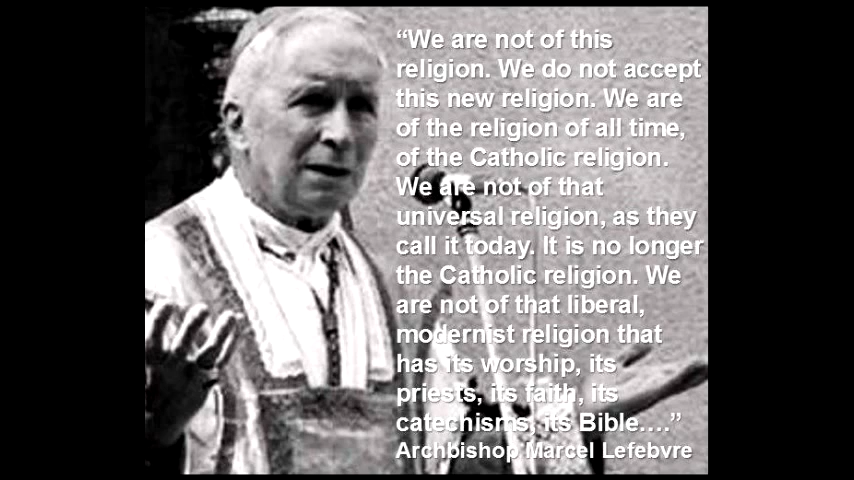 “We are not of this
religion. We do not accept
this new religion. We are
of the religion of all time,
of the Catholic religion.
We are not of that
universal religion, as they
call it today. It is no longer
the Catholic religion. We
are not of that liberal,
modernist religion that
has its worship, its
priests, its faith, its
catechisms, its Bible….”
Archbishop Marcel Lefebvre